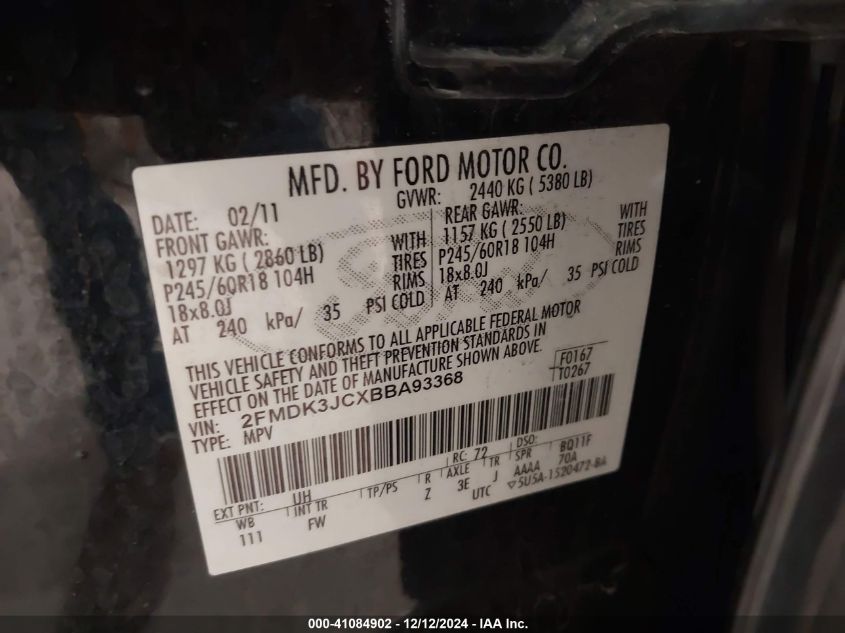 MFD. BY FORD MOTOR CO.
DATE: 02/11 GVWR: 2440 KG ( 5380 LB)
FRONT GAWR: REAR GAWR:
1297 KG ( 2860 LB) WITH 1157 KG ( 2550 LB) WITH
P245/60R18 104H TIRES P245/60R18 104H TIRES
18x8.0J RIMS 18x8.0J RIMS
AT 240 kPa/ 35 PSI COLD AT 240 kPa/ 35 PSI COLD
THIS VEHICLE CONFORMS TO ALL APPLICABLE FEDERAL MOTOR
VEHICLE SAFETY AND THEFT PREVENTION STANDARDS IN
EFFECT ON THE DATE OF MANUFACTURE SHOWN ABOVE.
VIN: 2FMDK3JCXBBA93368 F0167
TYPE: MPV T0267
EXT PNT: UH RC: 72 DSO: BQ11F
WB INT TR TP/PS R AXLE TR SPR
111 FW Z 3E J AAAA 70A
UTC ▽5U5A-1520472-BA
000-41084902 - 12/12/2024 - IAA Inc.